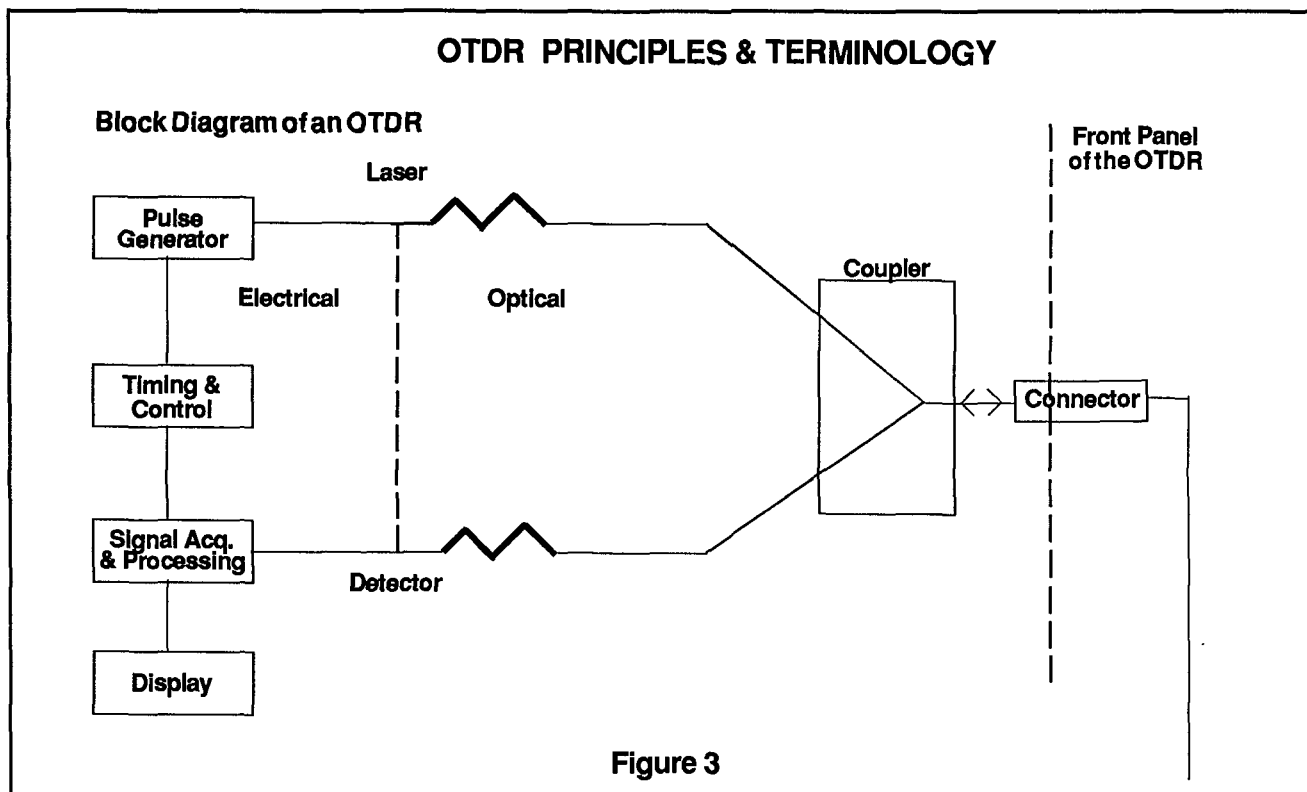 OTDR PRINCIPLES & TERMINOLOGY
Block Diagram of an OTDR
Front Panel
of the OTDR
Laser
Pulse
Generator
Coupler
Electrical
Optical
Timing &
Control
Connector
Signal Acq.
& Processing
Detector
Display
Figure 3